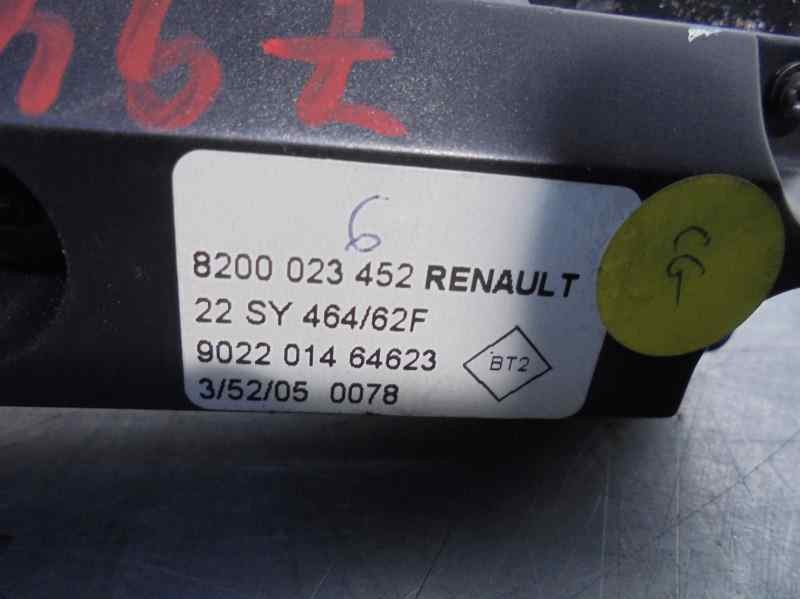 6
8200 023 452 RENAULT
22 SY 464/62F
9022 014 64623
BT2
3/52/05 0078